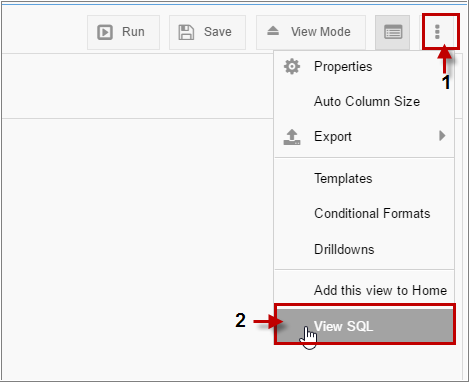 Run Save View Mode
1
Properties
Auto Column Size
Export
Templates
Conditional Formats
Drilldowns
Add this view to Home
2 View SQL